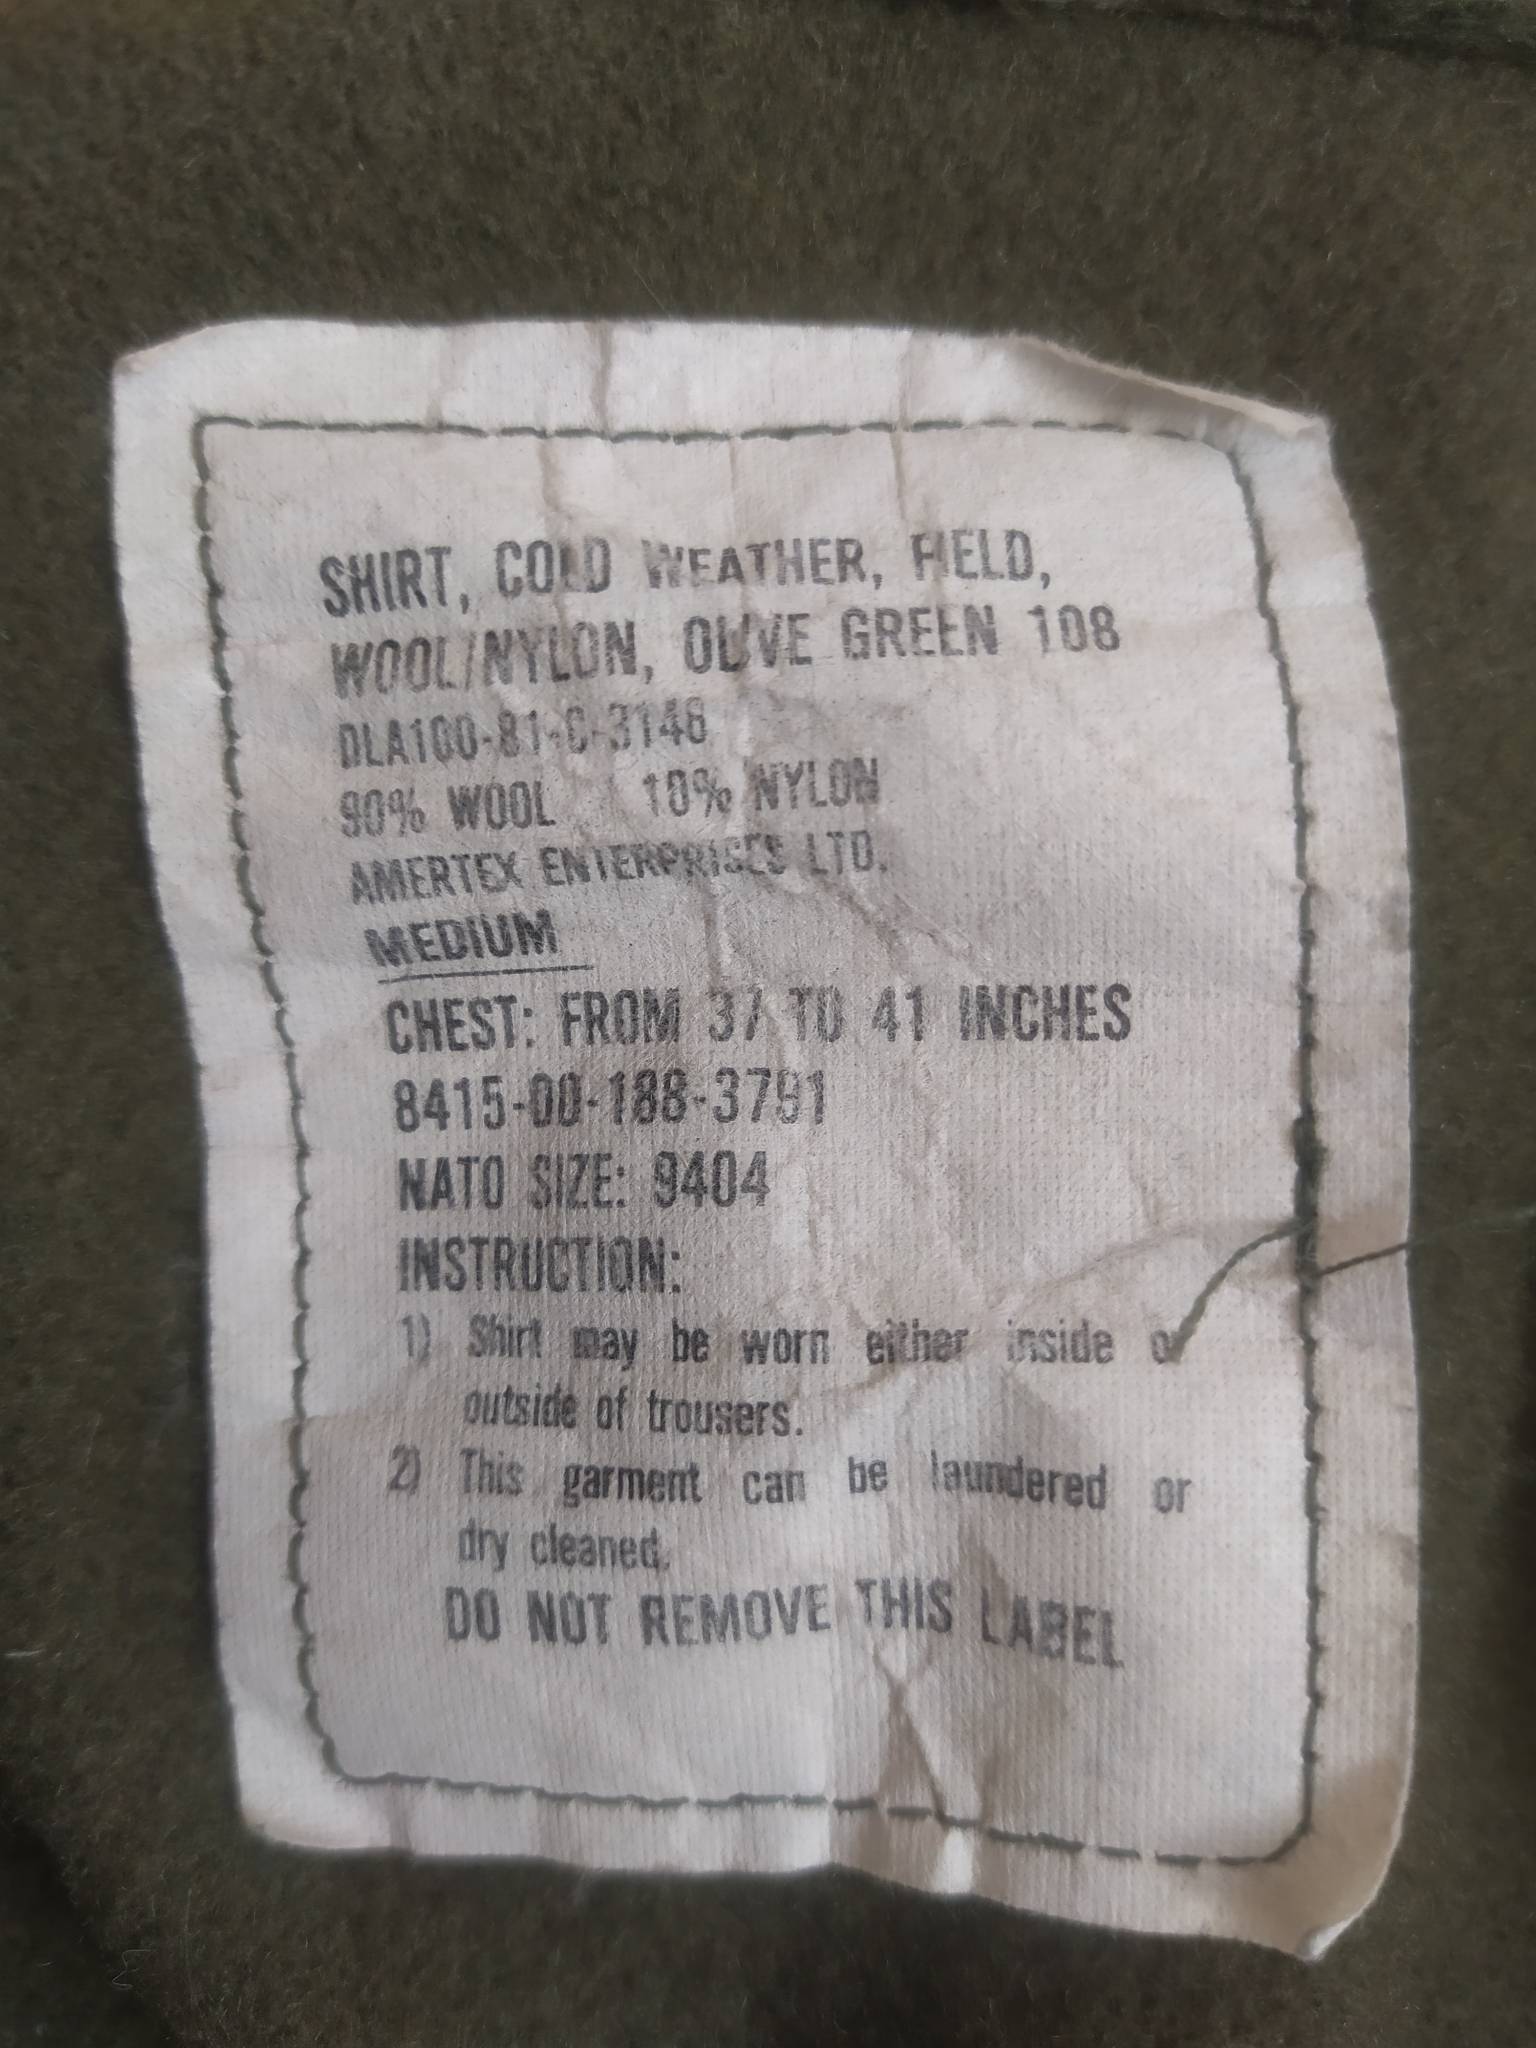 SHIRT, COLD WEATHER, FIELD,
WOOL/NYLON, OLIVE GREEN 108
DLA100-81-C-3148
90% WOOL 10% NYLON
AMERTEX ENTERPRISES LTD.
MEDIUM
CHEST: FROM 37 TO 41 INCHES
8415-00-188-3791
NATO SIZE: 9404
INSTRUCTION:
1) Shirt may be worn either inside or
outside of trousers.
2) This garment can be laundered or
dry cleaned.
DO NOT REMOVE THIS LABEL